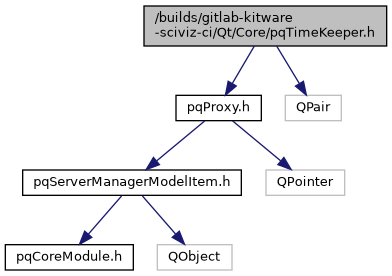 /builds/gitlab-kitware
-sciviz-ci/Qt/Core/pqTimeKeeper.h
pqProxy.h
QPair
pqServerManagerModelItem.h
QPointer
pqCoreModule.h
QObject